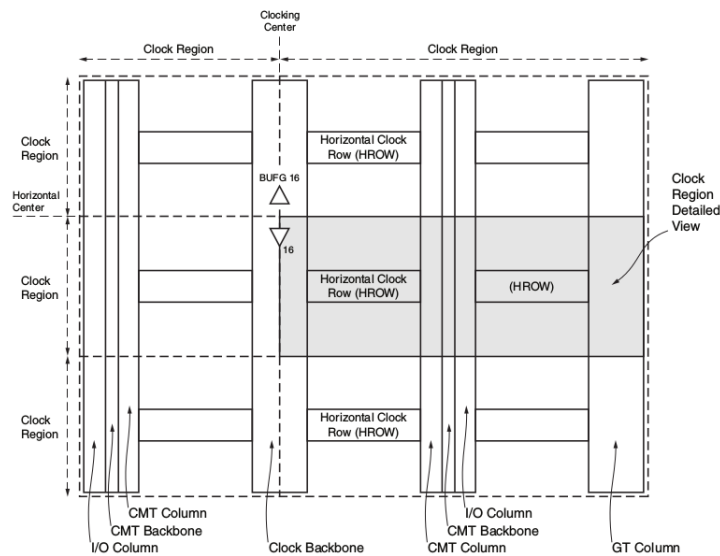 Clocking
Center
Clock Region
Clock Region
Clock
Region
Horizontal Clock
Row (HROW)
BUFG 16
Clock
Region
Detailed
View
Horizontal
Center
16
Clock
Region
Horizontal Clock
Row (HROW)
(HROW)
Clock
Region
Horizontal Clock
Row (HROW)
CMT Column
CMT Backbone
I/O Column
Clock Backbone
I/O Column
CMT Backbone
CMT Column
GT Column